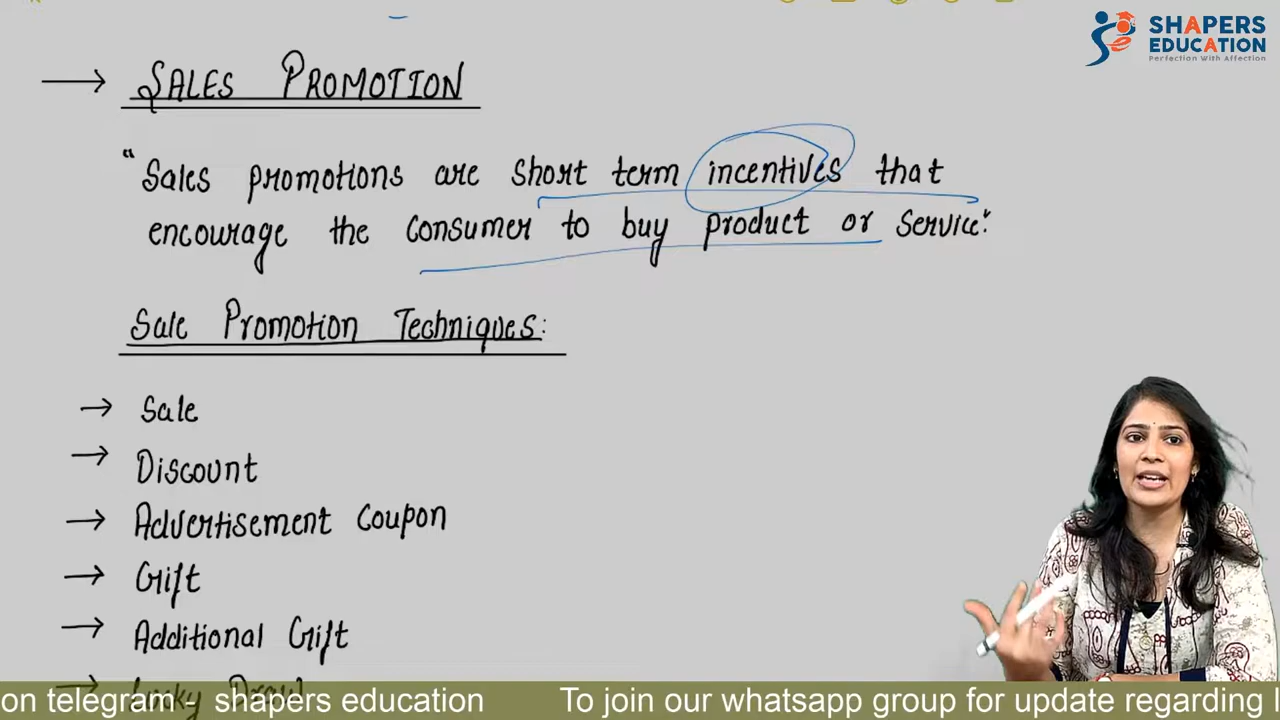 SHAPERS
EDUCATION
Perfection With Affection
→ SALES PROMOTION
"Sales promotions are short term incentives that
encourage the consumer to buy product or service".
Sale Promotion Techniques:
→ Sale
→ Discount
→ Advertisement Coupon
→ Gift
→ Additional Gift
→ Lucky Draw
on telegram - shapers education To join our whatsapp group for update regarding